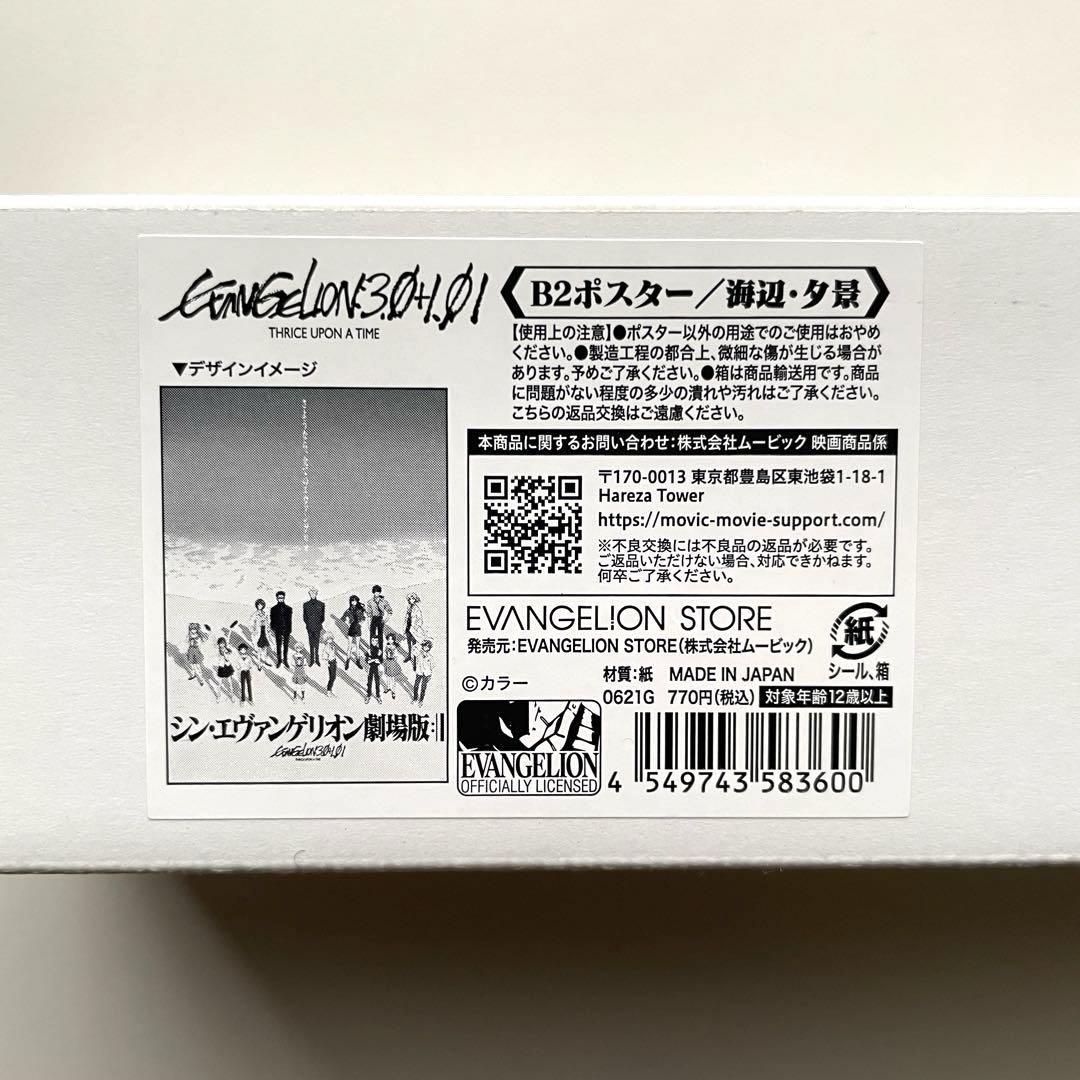 EVANGELION:3.0+1.01
THRICE UPON A TIME
▼デザインイメージ
シン・エヴァンゲリオン劇場版:||
EVANGELION:3.0+1.01
THRICE UPON A TIME
B2ポスター/海辺・夕景
【使用上の注意】●ポスター以外の用途でのご使用はおやめ
ください。●製造工程の都合上、微細な傷が生じる場合が
あります。予めご了承ください。●箱は商品輸送用です。商品
に問題がない程度の多少の潰れや汚れはご了承ください。
こちらの返品交換はご遠慮ください。
本商品に関するお問い合わせ:株式会社ムービック 映画商品係
〒170-0013 東京都豊島区東池袋1-18-1
Hareza Tower
https://movic-movie-support.com/
※不良交換には不良品の返品が必要です。
ご返品いただけない場合、対応できかねます。
何卒ご了承ください。
EVANGELION STORE
発売元:EVANGELION STORE(株式会社ムービック)
紙
シール、箱
材質:紙 MADE IN JAPAN
©カラー
0621G 770円(税込) 対象年齢12歳以上
EVANGELION
OFFICIALLY LICENSED
4 549743 583600